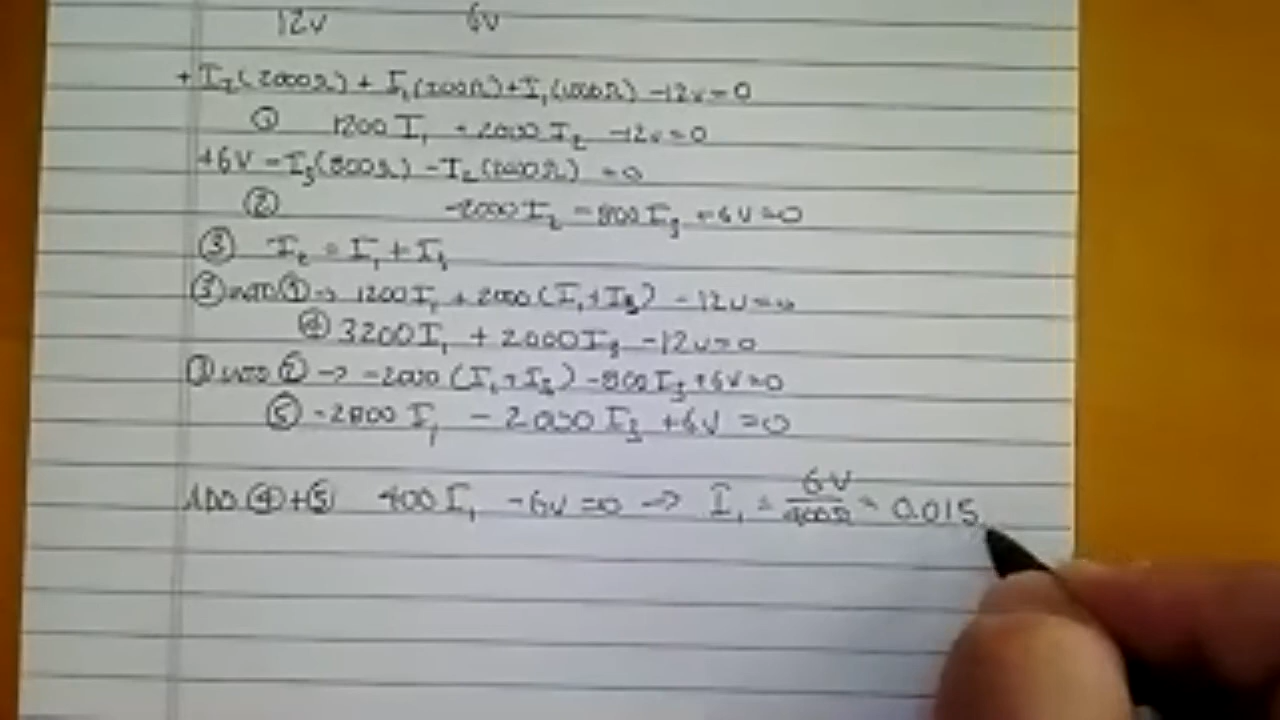 12V 6V
+ I₂(2000Ω) + I₁(200Ω) + I₁(1000Ω) -12V=0
① 1200 I₁ + 2000 I₂ -12V=0
+6V - I₃(800Ω) - I₂(2000Ω) =0
② -2000 I₂ - 800 I₃ +6V=0
③ I₂ = I₁ + I₃
③ INTO ① → 1200 I₁ + 2000 (I₁+I₃) -12V=0
④ 3200 I₁ + 2000 I₃ -12V=0
INTO ② → -2000 (I₁+I₂) -800 I₃ +6V=0
⑤ -2800 I₁ - 2000 I₃ +6V =0
ADD ④+⑤ 400 I₁ -6V=0 → I₁ = 6V/400Ω = 0.015